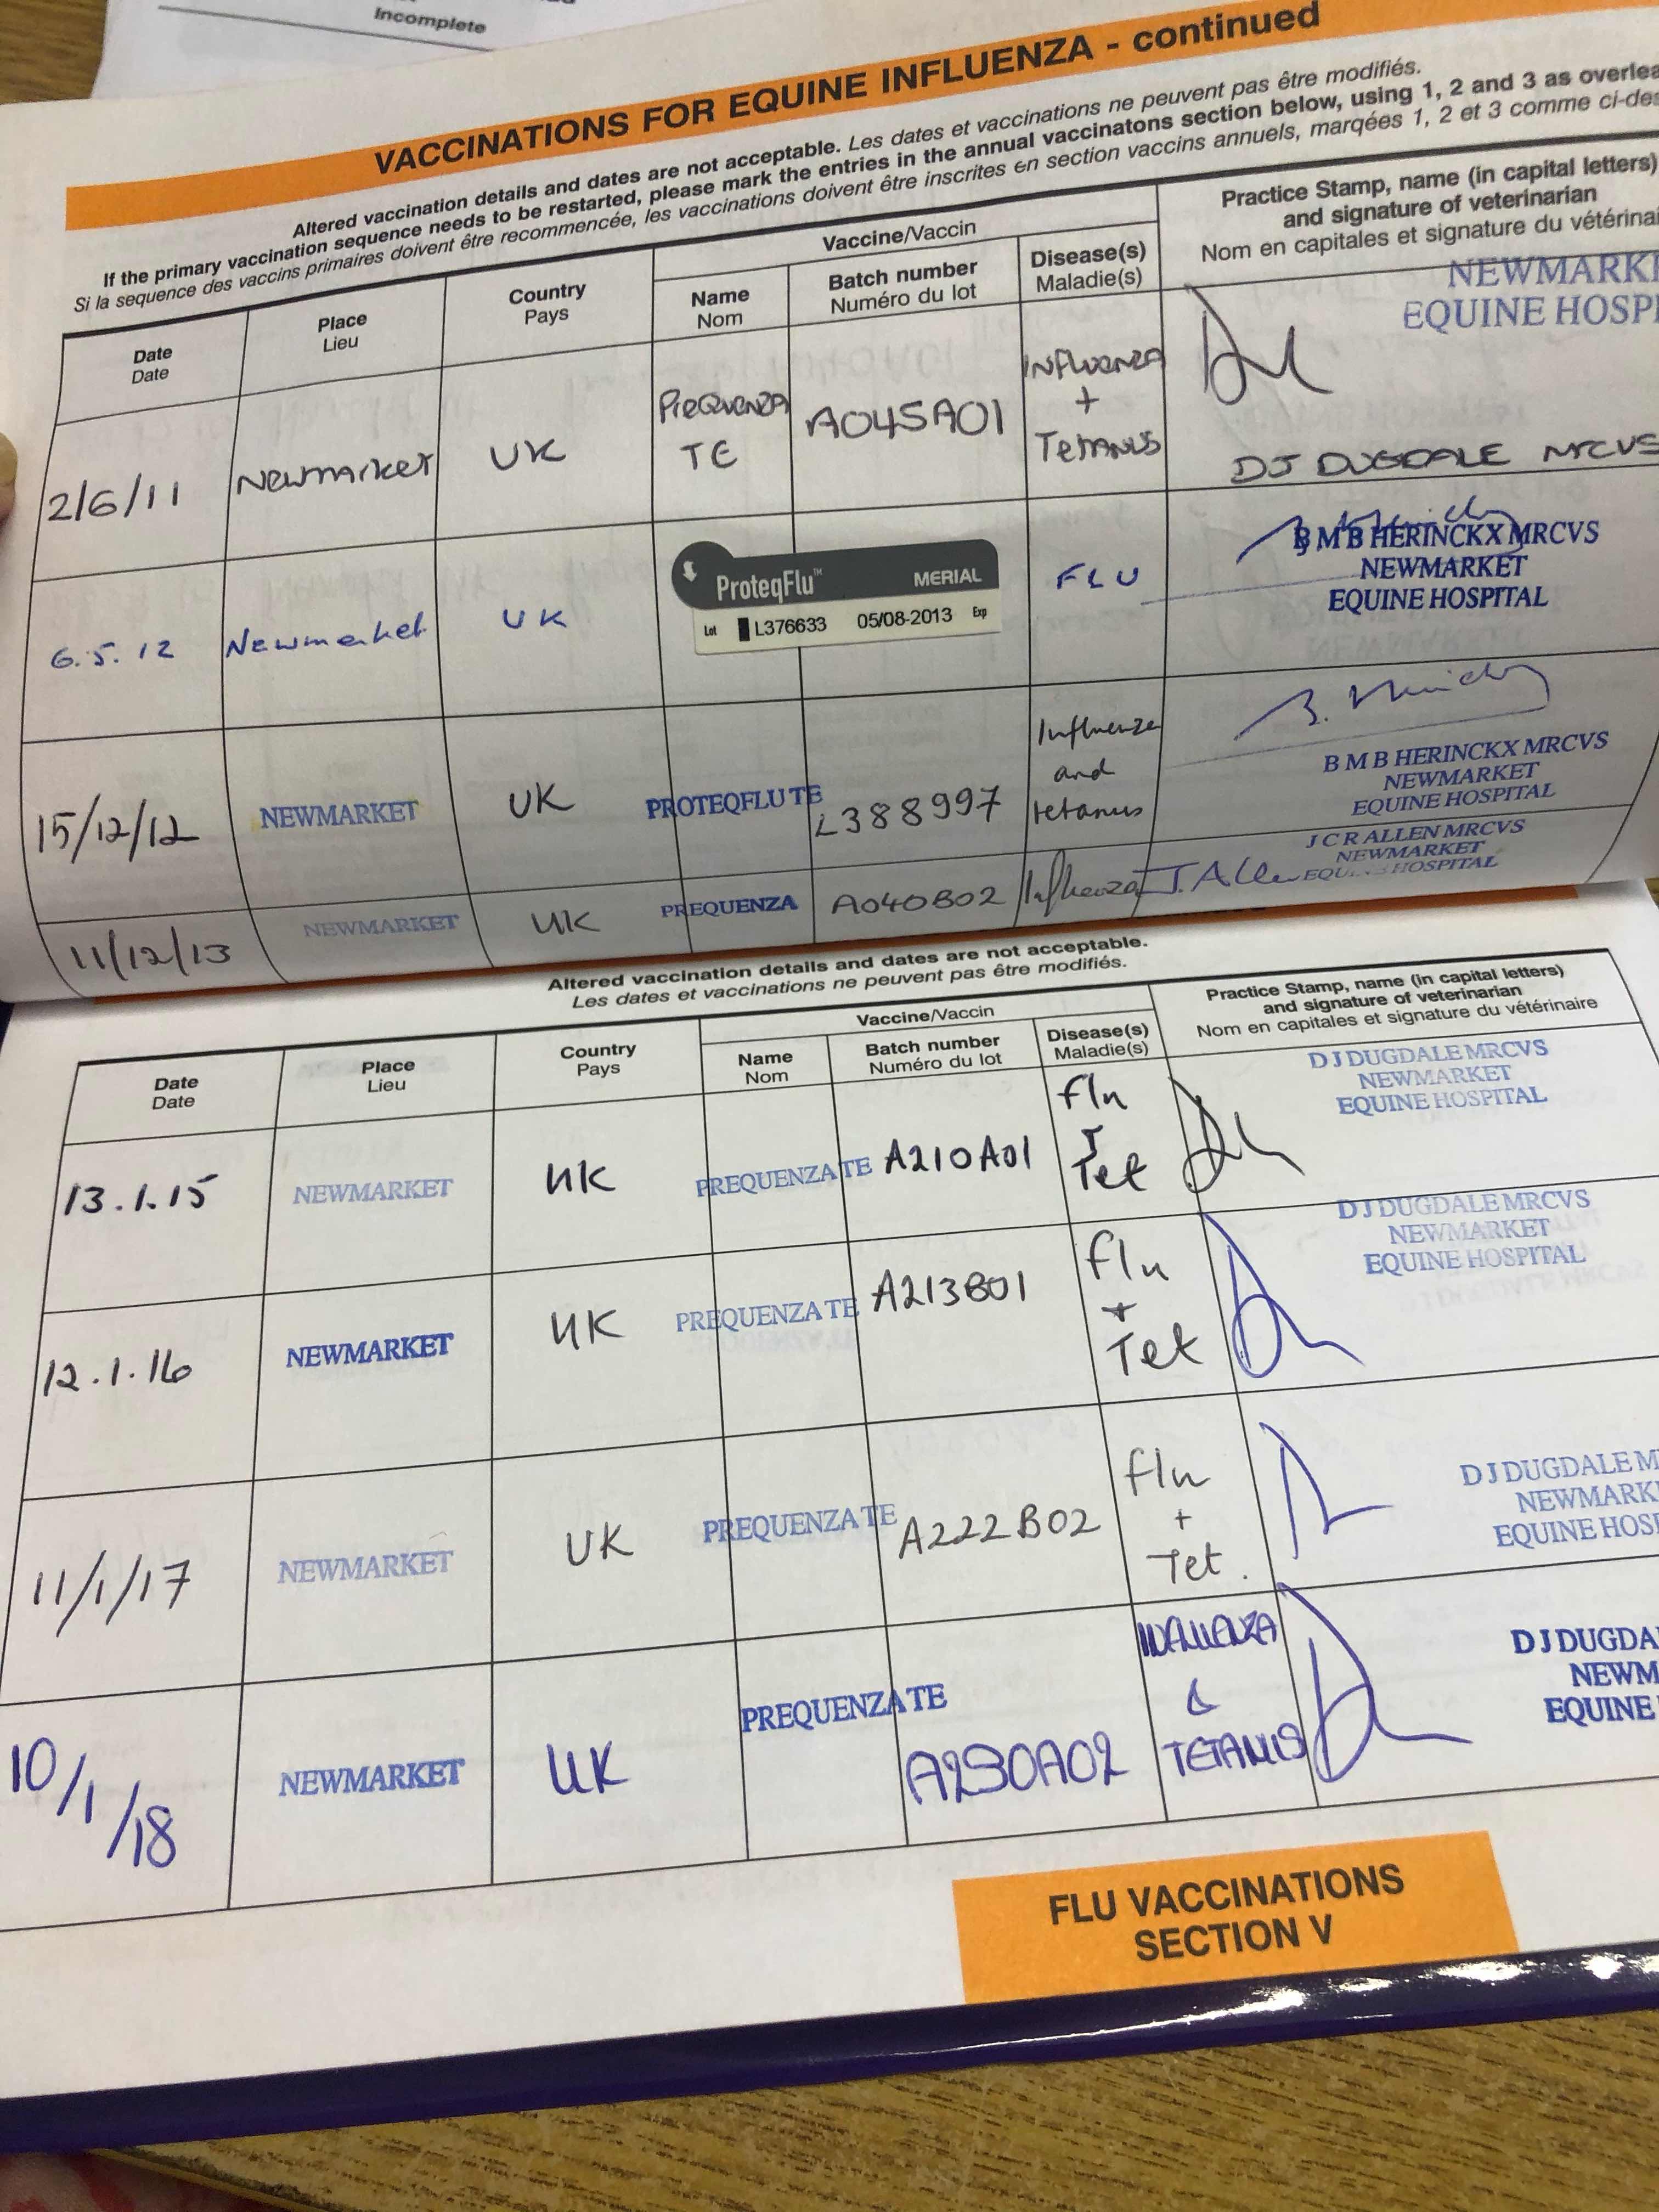 Incomplete
VACCINATIONS FOR EQUINE INFLUENZA - continued
Altered vaccination details and dates are not acceptable. Les dates et vaccinations ne peuvent pas être modifiés.
If the primary vaccination sequence needs to be restarted, please mark the entries in the annual vaccinatons section below, using 1, 2 and 3 as overlea
Si la sequence des vaccins primaires doivent être recommencée, les vaccinations doivent être inscrites en section vaccins annuels, marqées 1, 2 et 3 comme ci-des
Date
Date
Place
Lieu
Country
Pays
Vaccine/Vaccin
Name
Nom
Batch number
Numéro du lot
Disease(s)
Maladie(s)
Practice Stamp, name (in capital letters)
and signature of veterinarian
Nom en capitales et signature du vétérinai
2/6/11
Newmarket
UK
PreQuenza
TE
A045A01
Influenza
+
Tetanus
NEWMARK
EQUINE HOSPI
DJ DUGDALE MRCVS
6.5.12
Newmarket
UK
ProteqFlu™ MERIAL
Lot L376633 05/08-2013 Exp
FLU
B M B HERINCKX MRCVS
NEWMARKET
EQUINE HOSPITAL
15/12/12
NEWMARKET
UK
PROTEQFLU TE
L388997
Influenza
and
tetanus
B M B HERINCKX MRCVS
NEWMARKET
EQUINE HOSPITAL
11/12/13
NEWMARKET
UK
PREQUENZA
A040B02
Influenza
J. Allen
J C R ALLEN MRCVS
NEWMARKET
EQU HOSPITAL
Altered vaccination details and dates are not acceptable.
Les dates et vaccinations ne peuvent pas être modifiés.
Date
Date
Place
Lieu
Country
Pays
Vaccine/Vaccin
Name
Nom
Batch number
Numéro du lot
Disease(s)
Maladie(s)
Practice Stamp, name (in capital letters)
and signature of veterinarian
Nom en capitales et signature du vétérinaire
13.1.15
NEWMARKET
UK
PREQUENZA TE
A210A01
Flu
+
Tet
D J DUGDALE MRCVS
NEWMARKET
EQUINE HOSPITAL
12.1.16
NEWMARKET
UK
PREQUENZA TE
A213B01
Flu
+
Tet
D J DUGDALE MRCVS
NEWMARKET
EQUINE HOSPITAL
11/1/17
NEWMARKET
UK
PREQUENZA TE
A222B02
Flu
+
Tet.
D J DUGDALE M
NEWMARK
EQUINE HOSP
10/1/18
NEWMARKET
UK
PREQUENZA TE
A230A02
INFLUENZA
&
TETANUS
D J DUGDA
NEWM
EQUINE
FLU VACCINATIONS
SECTION V